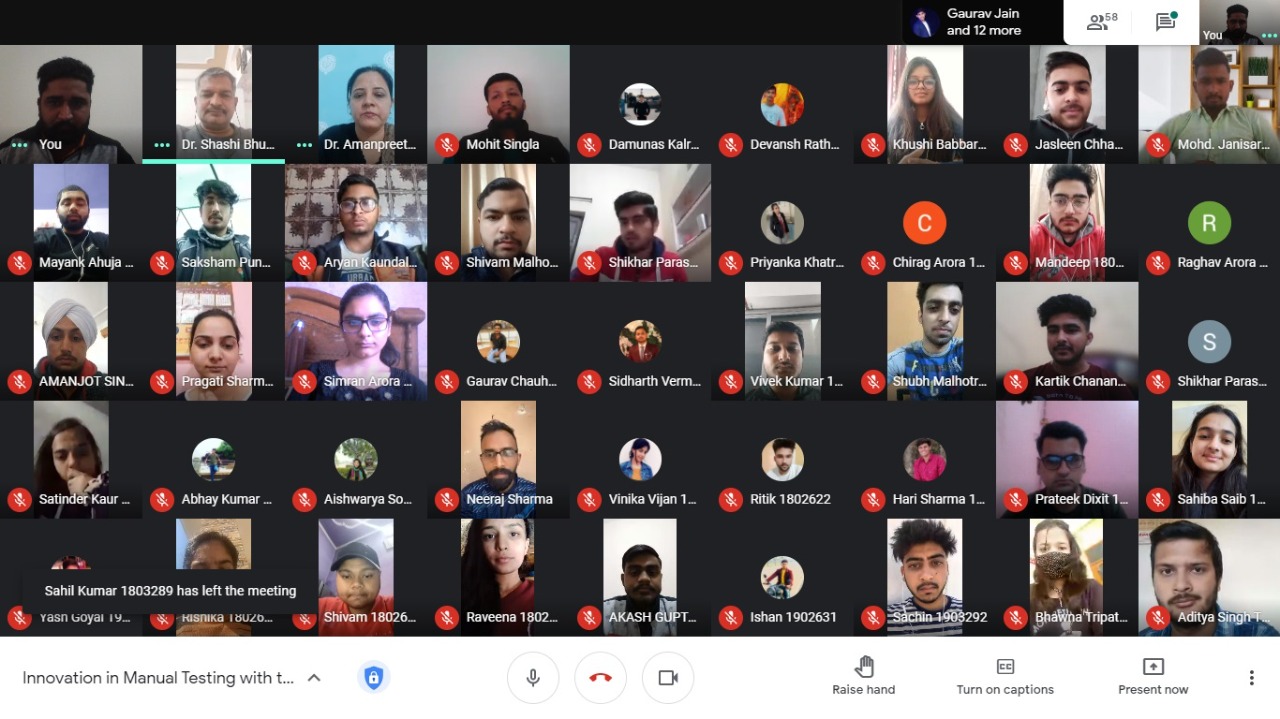 Gaurav Jain
and 12 more
58
You
You
Dr. Shashi Bhu...
Dr. Amanpreet...
Mohit Singla
Damunas Kalr...
Devansh Rath...
Khushi Babbar...
Jasleen Chha...
Mohd. Janisar...
Mayank Ahuja ...
Saksham Pun...
Aryan Kaundal...
Shivam Malho...
Shikhar Paras...
Priyanka Khatr...
C
Chirag Arora 1...
Mandeep 180...
R
Raghav Arora ...
AMANJOT SIN...
Pragati Sharm...
Simran Arora ...
Gaurav Chauh...
Sidharth Verm...
Vivek Kumar 1...
Shubh Malhotr...
Kartik Chanan...
S
Shikhar Paras...
Satinder Kaur ...
Abhay Kumar ...
Aishwarya So...
Neeraj Sharma
Vinika Vijan 1...
Ritik 1802622
Hari Sharma 1...
Prateek Dixit 1...
Sahiba Saib 1...
Sahil Kumar 1803289 has left the meeting
Yash Goyal 19...
Rishika 18026...
Shivam 18026...
Raveena 1802...
AKASH GUPT...
Ishan 1902631
Sachin 1903292
Bhawna Tripat...
Aditya Singh T...
Innovation in Manual Testing with t...
Raise hand
Turn on captions
Present now